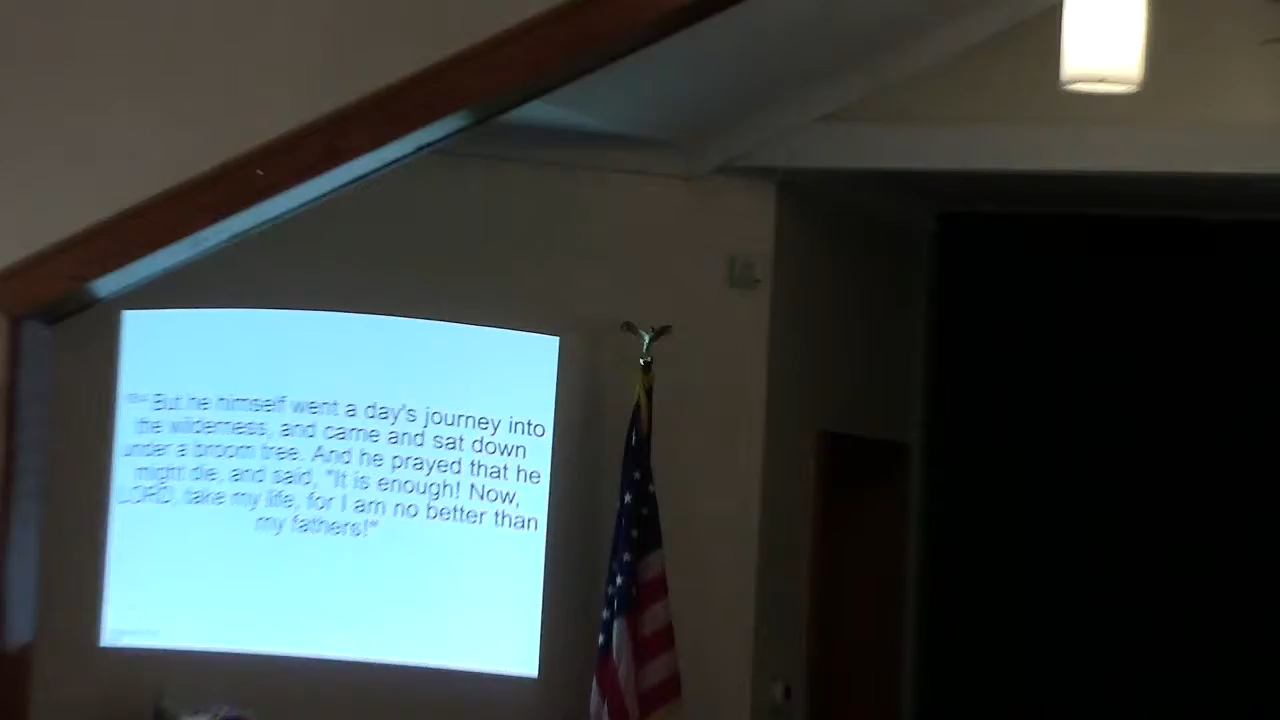 But he himself went a day's journey into
the wilderness, and came and sat down
under a broom tree. And he prayed that he
might die, and said, "It is enough! Now,
LORD, take my life, for I am no better than
my fathers!"